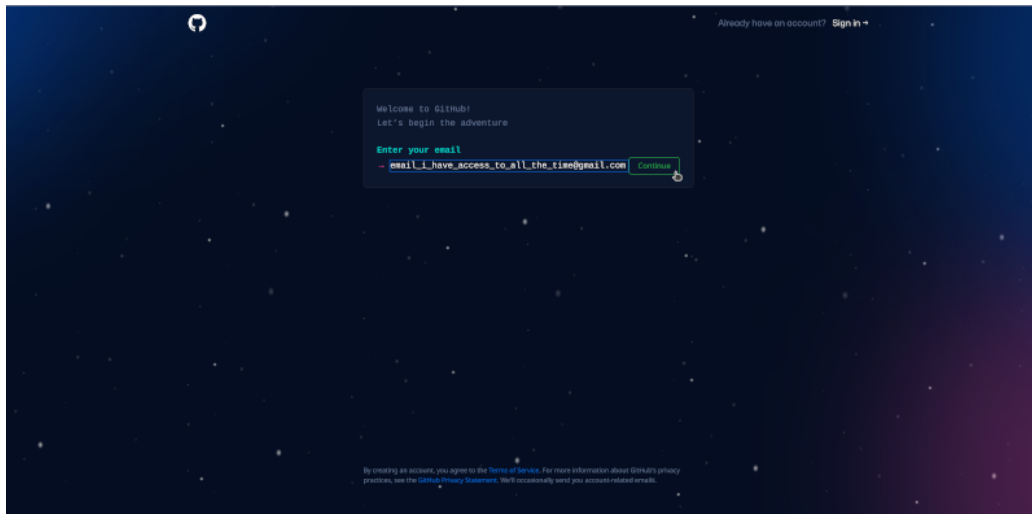 Already have an account? Sign in →
Welcome to GitHub!
Let's begin the adventure
Enter your email
→ email_i_have_access_to_all_the_time@gmail.com Continue
By creating an account, you agree to the Terms of Service. For more information about GitHub's privacy
practices, see the GitHub Privacy Statement. We'll occasionally send you account-related emails.